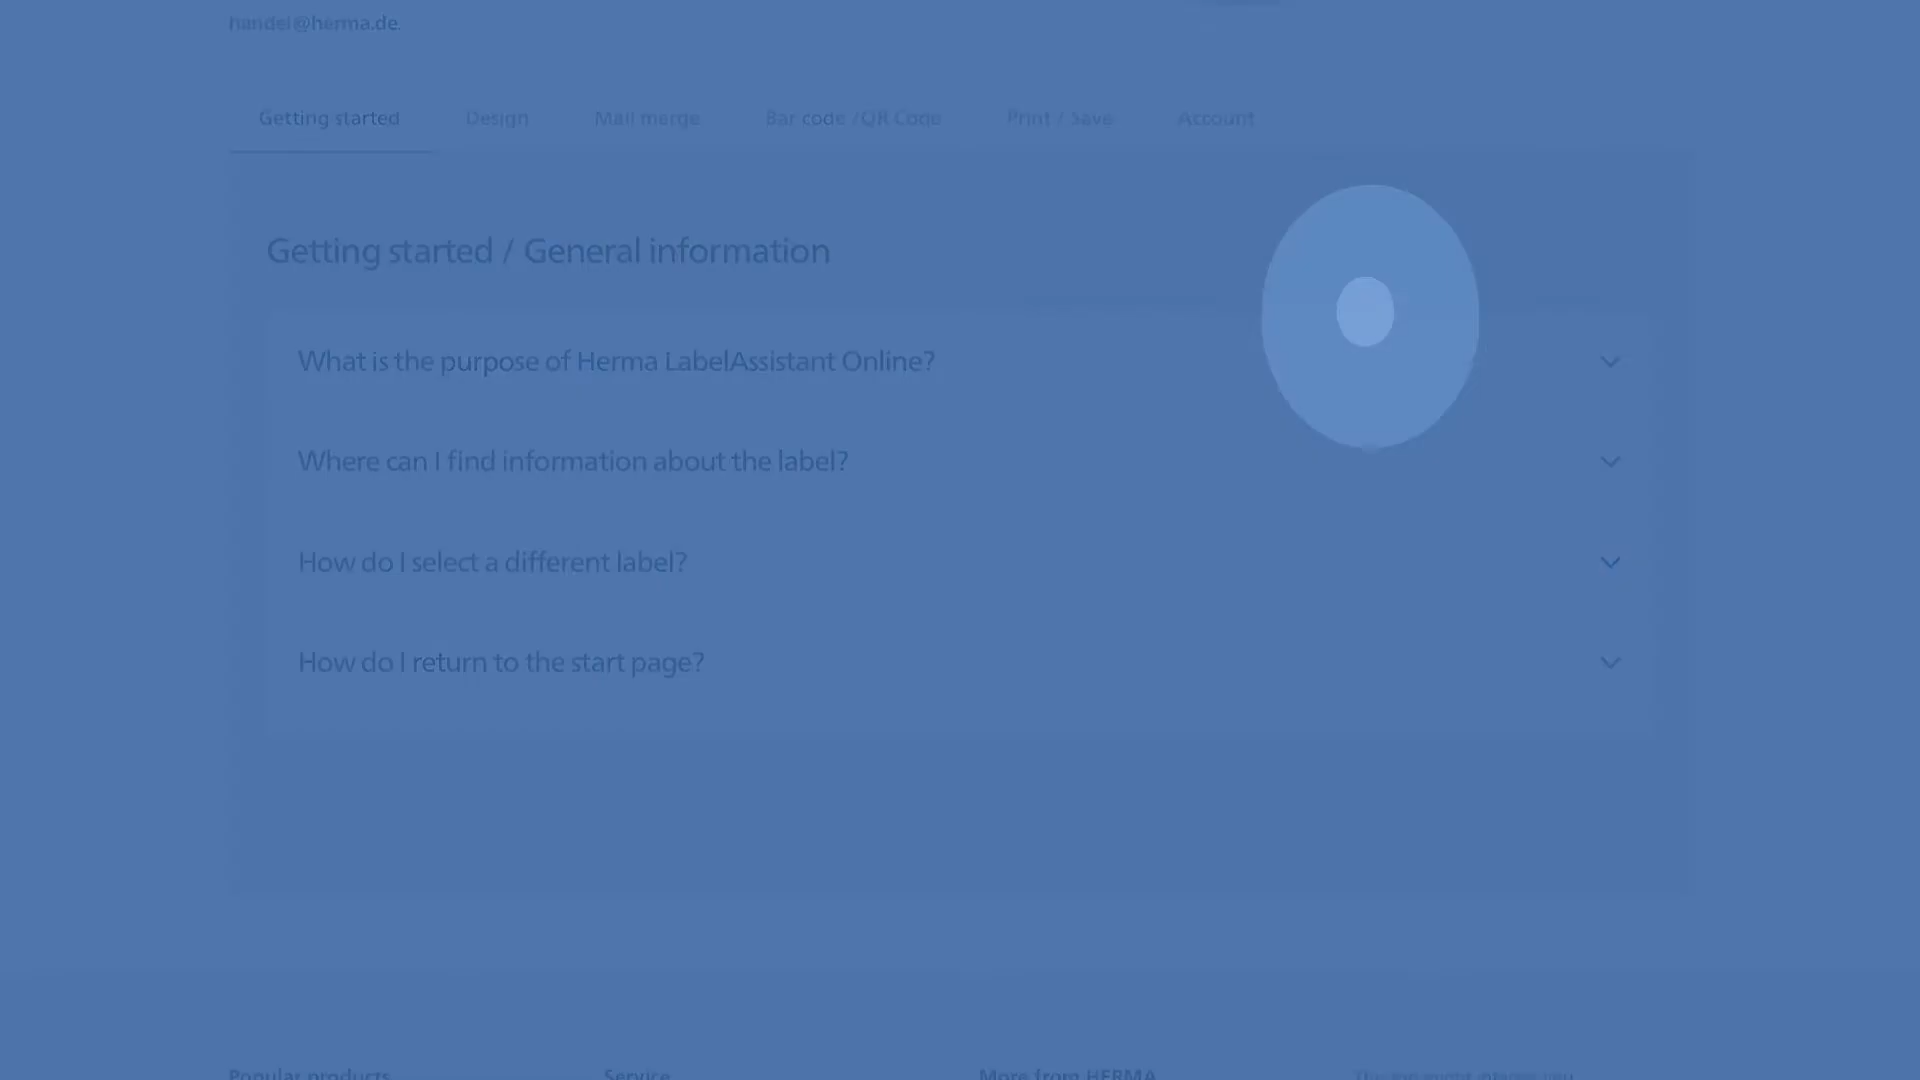 handel@herma.de.
Getting started Design Mail merge Bar code / QR Code Print / Save Account
Getting started / General information
What is the purpose of Herma LabelAssistant Online?
Where can I find information about the label?
How do I select a different label?
How do I return to the start page?
Popular products Service More from HERMA